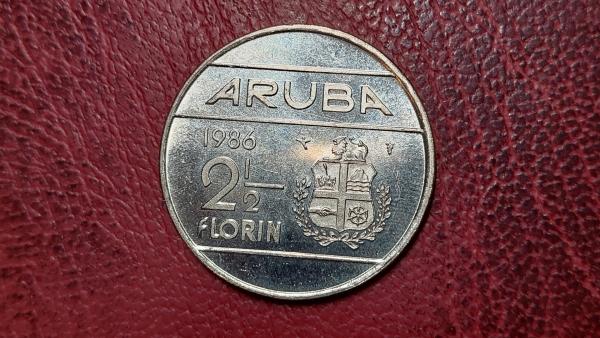 ARUBA
1986
2 1/2
FLORIN